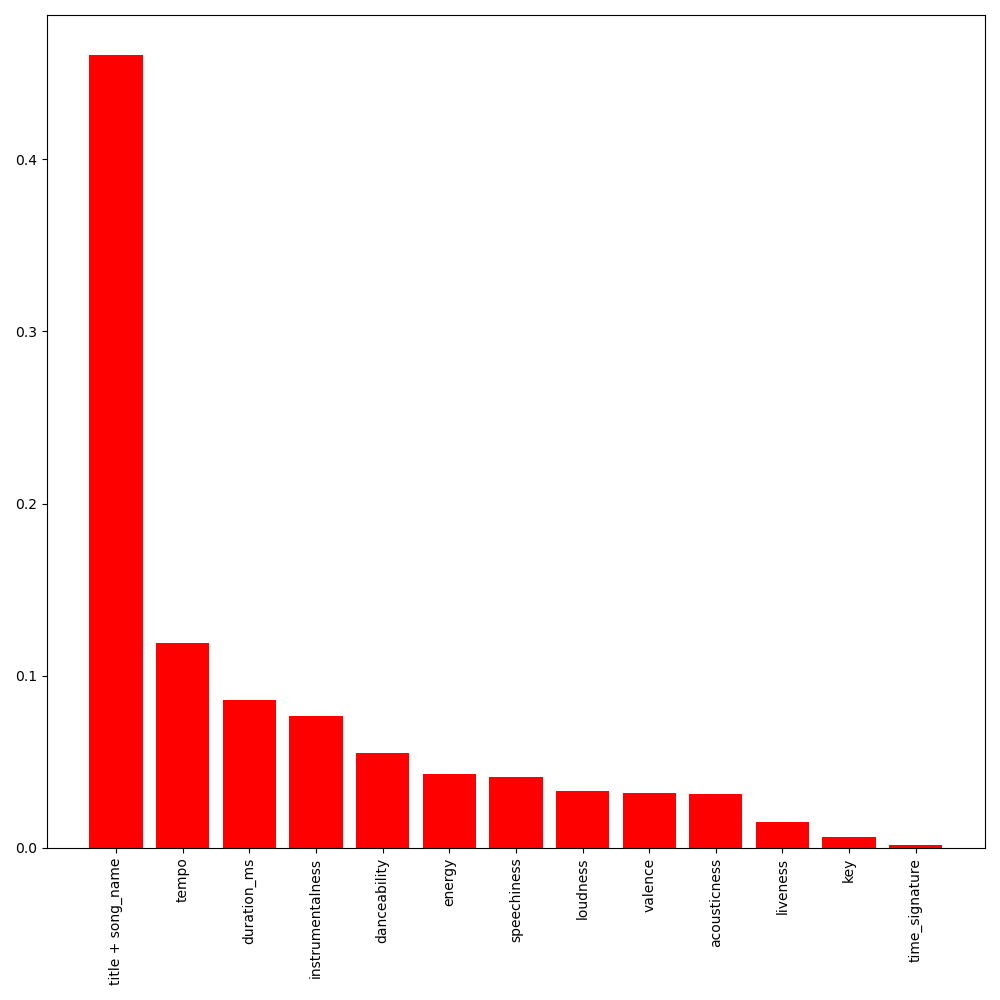 0.4
0.3
0.2
0.1
0.0
title + song_name
tempo
duration_ms
instrumentalness
danceability
energy
speechiness
loudness
valence
acousticness
liveness
key
time_signature